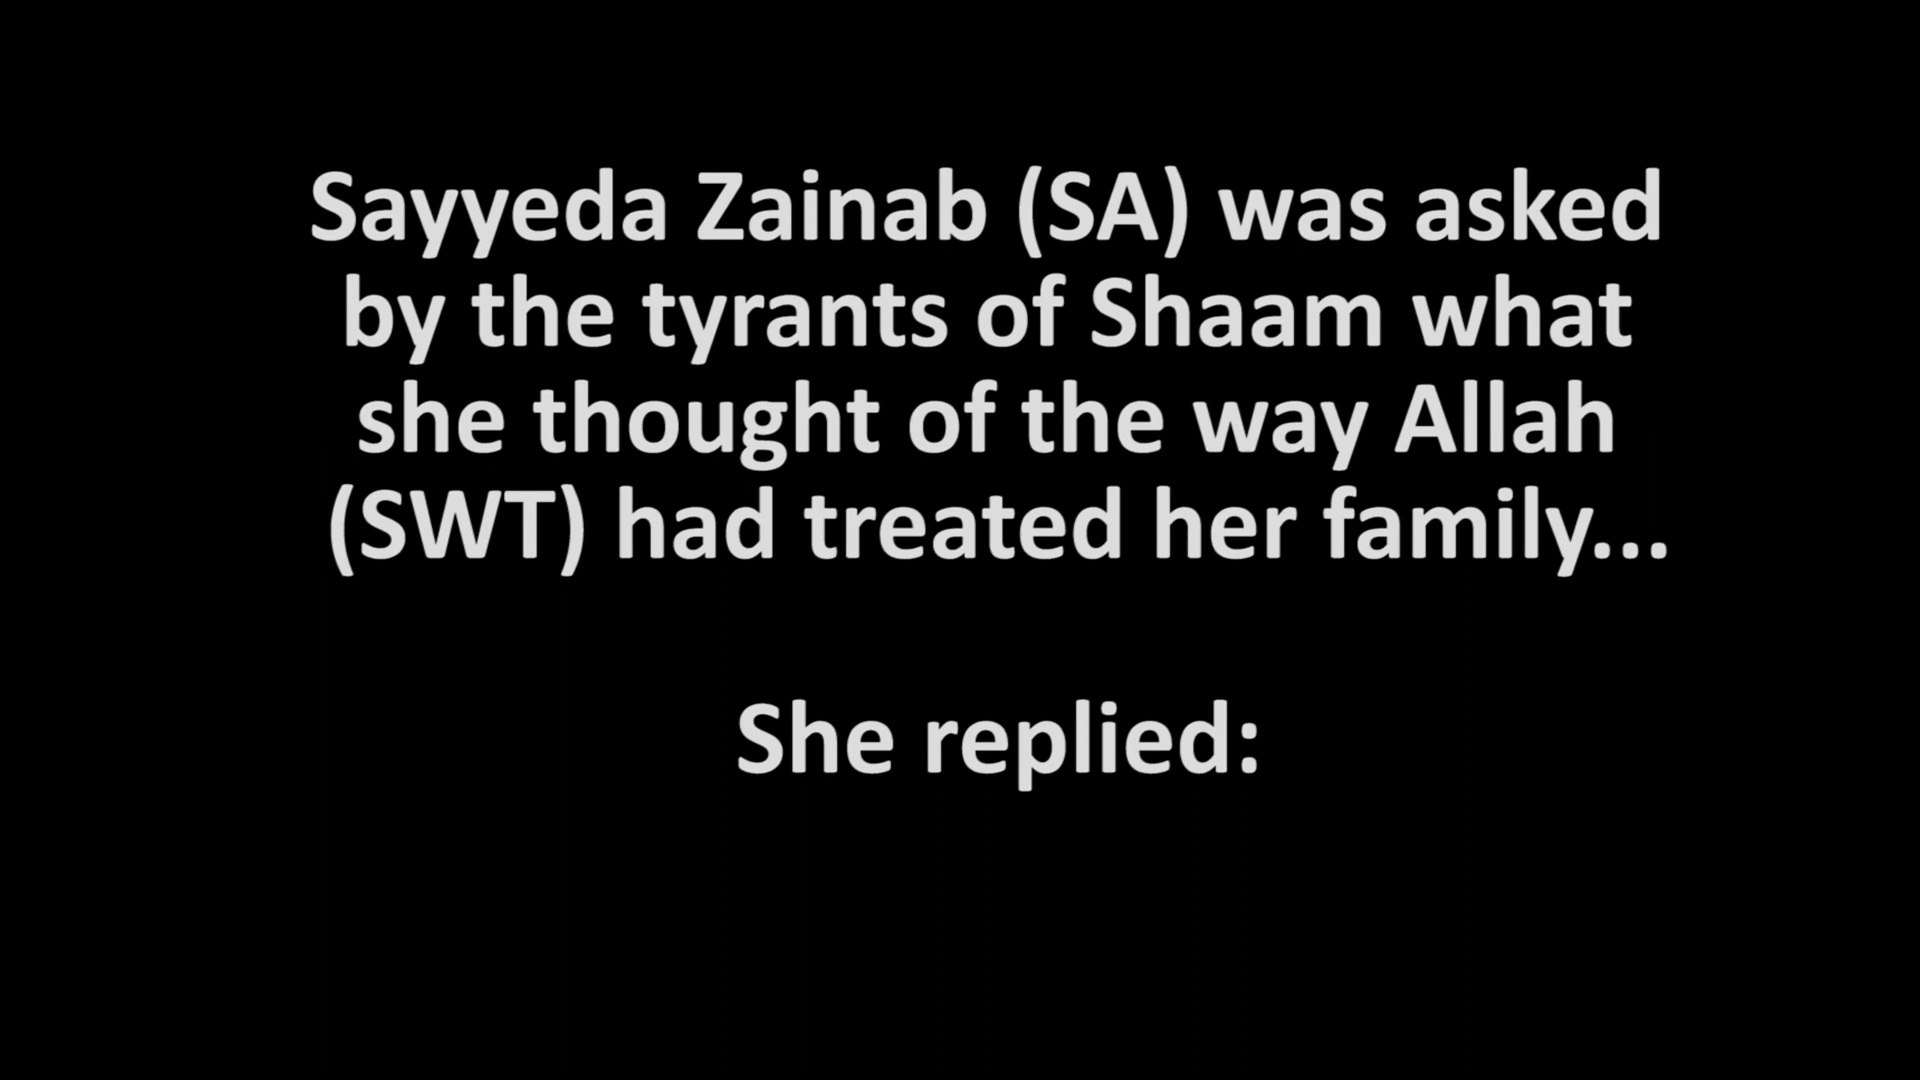 Sayyeda Zainab (SA) was asked
by the tyrants of Shaam what
she thought of the way Allah
(SWT) had treated her family...
She replied: